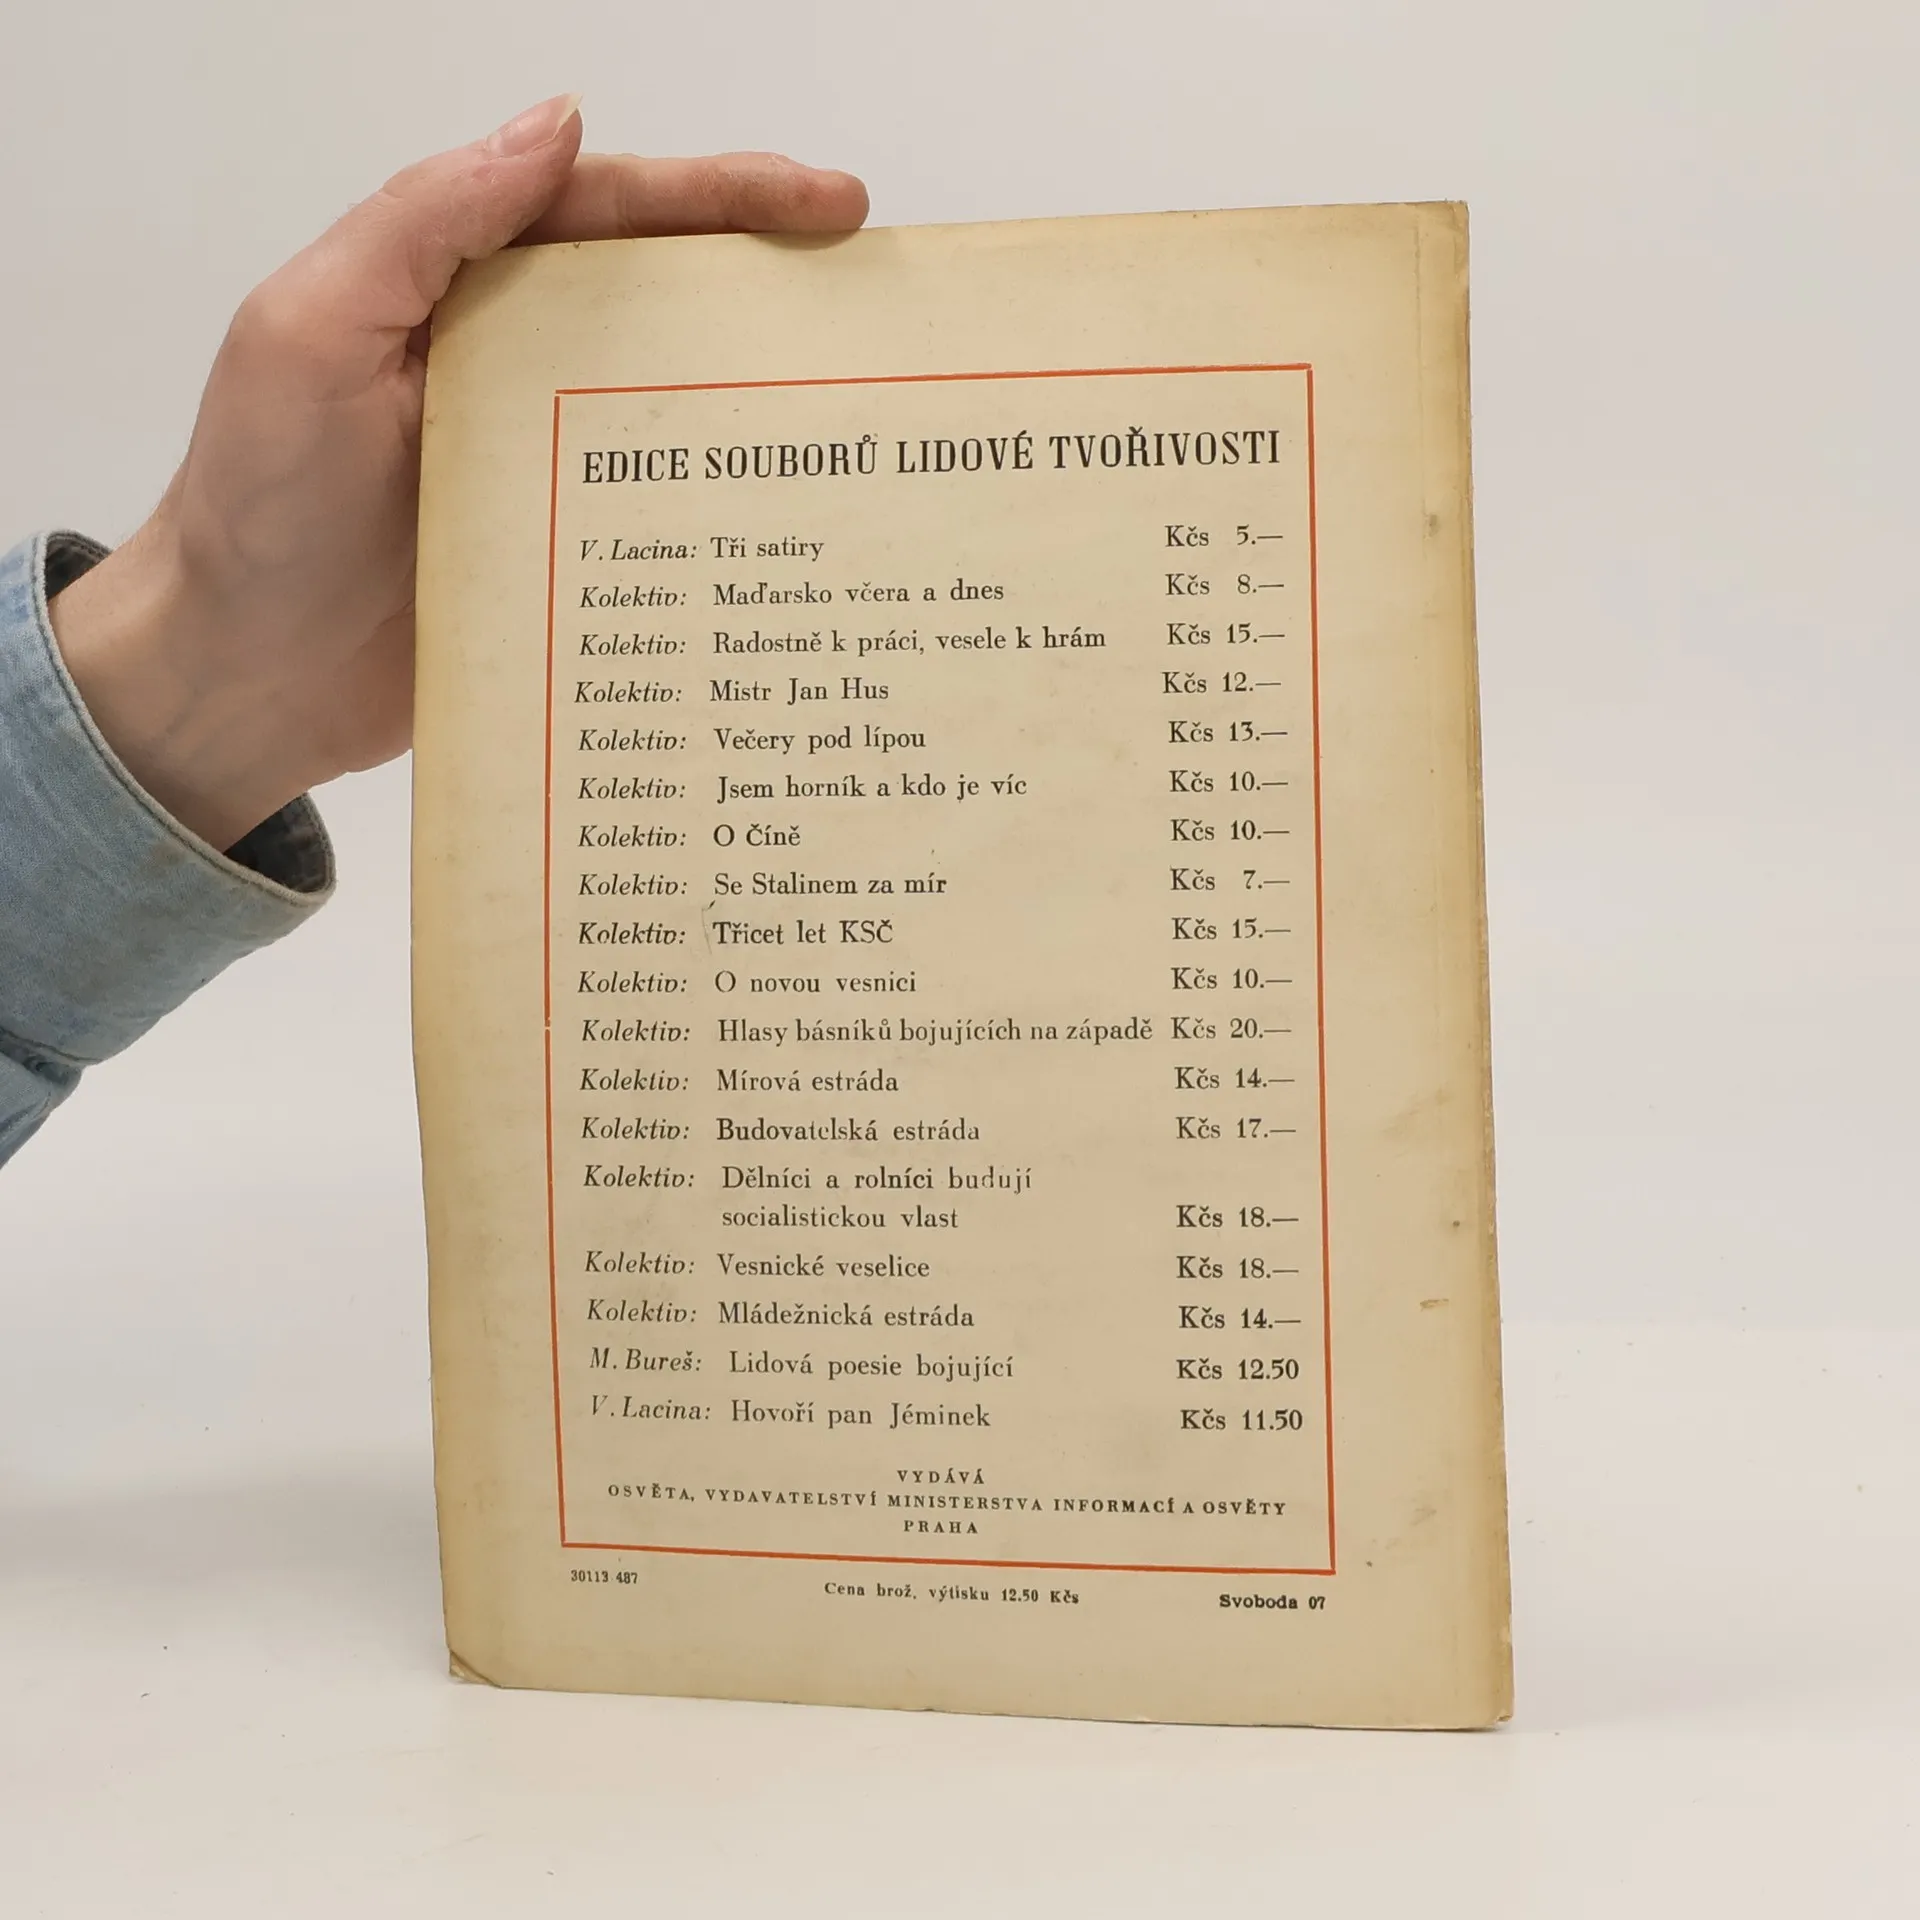 EDICE SOUBORŮ LIDOVÉ TVOŘIVOSTI
V. Lacina: Tři satiry Kčs 5.—
Kolektiv: Maďarsko včera a dnes Kčs 8.—
Kolektiv: Radostně k práci, vesele k hrám Kčs 15.—
Kolektiv: Mistr Jan Hus Kčs 12.—
Kolektiv: Večery pod lípou Kčs 13.—
Kolektiv: Jsem horník a kdo je víc Kčs 10.—
Kolektiv: O Číně Kčs 10.—
Kolektiv: Se Stalinem za mír Kčs 7.—
Kolektiv: Třicet let KSČ Kčs 15.—
Kolektiv: O novou vesnici Kčs 10.—
Kolektiv: Hlasy básníků bojujících na západě Kčs 20.—
Kolektiv: Mírová estráda Kčs 14.—
Kolektiv: Budovatelská estráda Kčs 17.—
Kolektiv: Dělníci a rolníci budují
socialistickou vlast Kčs 18.—
Kolektiv: Vesnické veselice Kčs 18.—
Kolektiv: Mládežnická estráda Kčs 14.—
M. Bureš: Lidová poesie bojující Kčs 12.50
V. Lacina: Hovoří pan Jéminek Kčs 11.50
VYDÁVÁ
OSVĚTA, VYDAVATELSTVÍ MINISTERSTVA INFORMACÍ A OSVĚTY
PRAHA
30113 487 Cena brož. výtisku 12.50 Kčs Svoboda 07